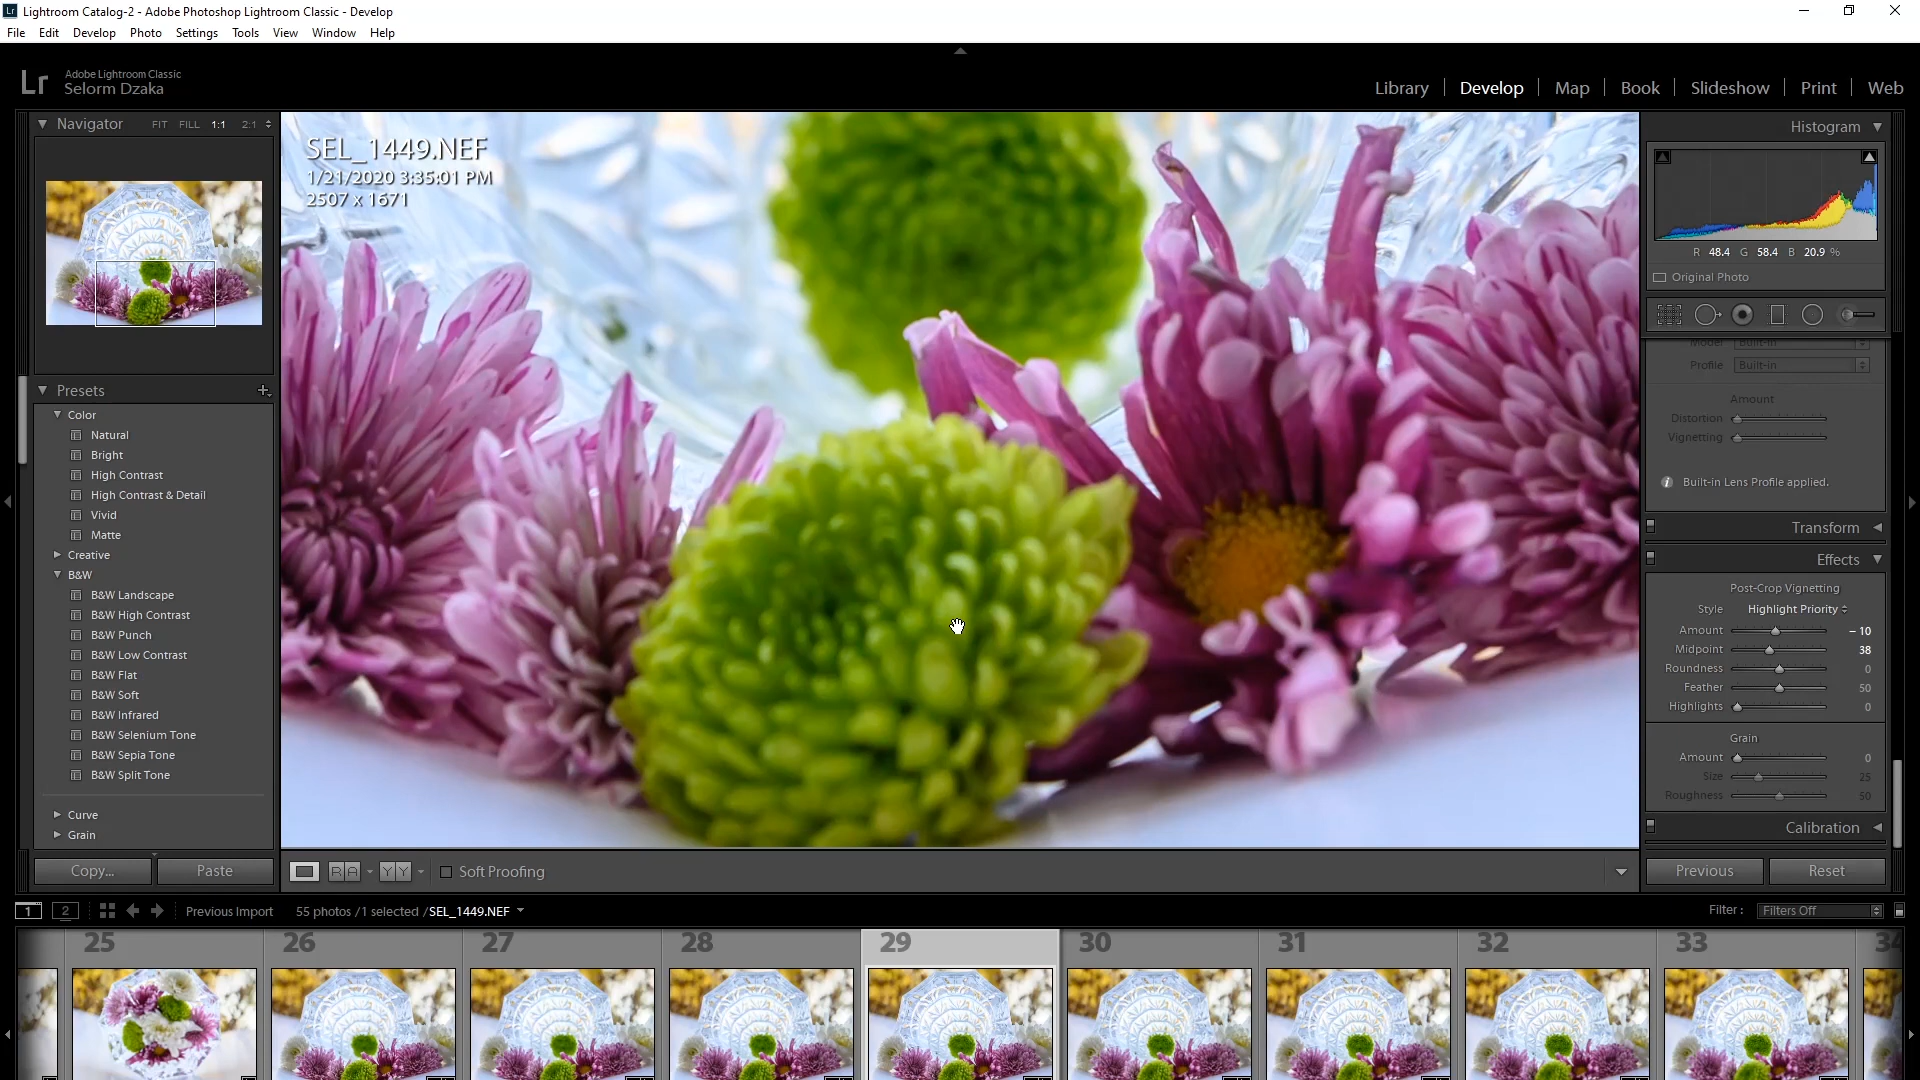 Lr Lightroom Catalog-2 - Adobe Photoshop Lightroom Classic - Develop
File Edit Develop Photo Settings Tools View Window Help
Lr Adobe Lightroom Classic
Selorm Dzaka
Library Develop Map Book Slideshow Print Web
Navigator FIT FILL 1:1 2:1
SEL_1449.NEF
1/21/2020 3:35:01 PM
2507 x 1671
Presets
Color
Natural
Bright
High Contrast
High Contrast & Detail
Vivid
Matte
Creative
B&W
B&W Landscape
B&W High Contrast
B&W Punch
B&W Low Contrast
B&W Flat
B&W Soft
B&W Infrared
B&W Selenium Tone
B&W Sepia Tone
B&W Split Tone
Curve
Grain
Copy... Paste
Histogram
R 48.4 G 58.4 B 20.9 %
Original Photo
Model Built-in
Profile Built-in
Amount
Distortion
Vignetting
Built-in Lens Profile applied.
Transform
Effects
Post-Crop Vignetting
Style Highlight Priority
Amount – 10
Midpoint 38
Roundness 0
Feather 50
Highlights 0
Grain
Amount 0
Size 25
Roughness 50
Calibration
Previous Reset
R A Y Y Soft Proofing
1 2 Previous Import 55 photos /1 selected /SEL_1449.NEF Filter : Filters Off
25 26 27 28 29 30 31 32 33 34